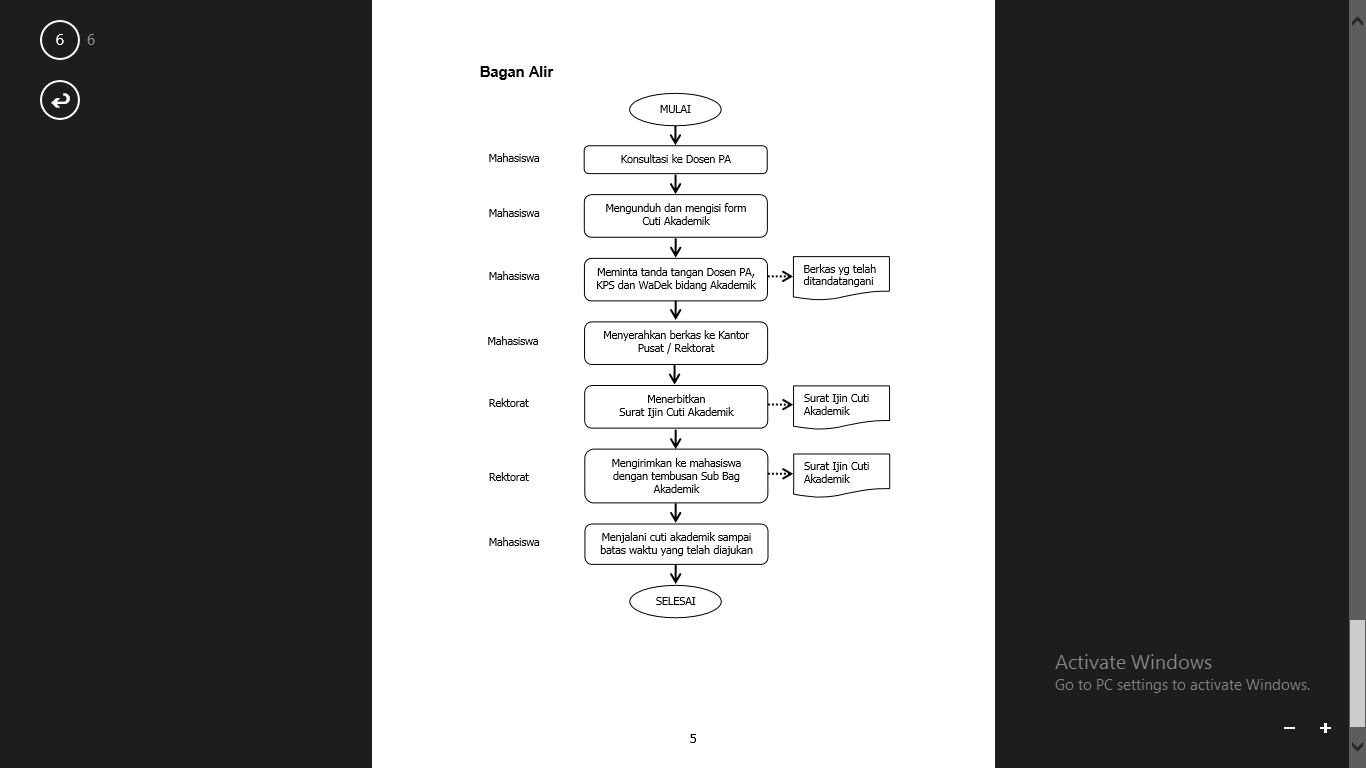 6 6
Bagan Alir
MULAI
Mahasiswa
Konsultasi ke Dosen PA
Mahasiswa
Mengunduh dan mengisi form
Cuti Akademik
Mahasiswa
Meminta tanda tangan Dosen PA,
KPS dan WaDek bidang Akademik
Berkas yg telah
ditandatangani
Mahasiswa
Menyerahkan berkas ke Kantor
Pusat / Rektorat
Rektorat
Menerbitkan
Surat Ijin Cuti Akademik
Surat Ijin Cuti
Akademik
Rektorat
Mengirimkan ke mahasiswa
dengan tembusan Sub Bag
Akademik
Surat Ijin Cuti
Akademik
Mahasiswa
Menjalani cuti akademik sampai
batas waktu yang telah diajukan
SELESAI
5
Activate Windows
Go to PC settings to activate Windows.